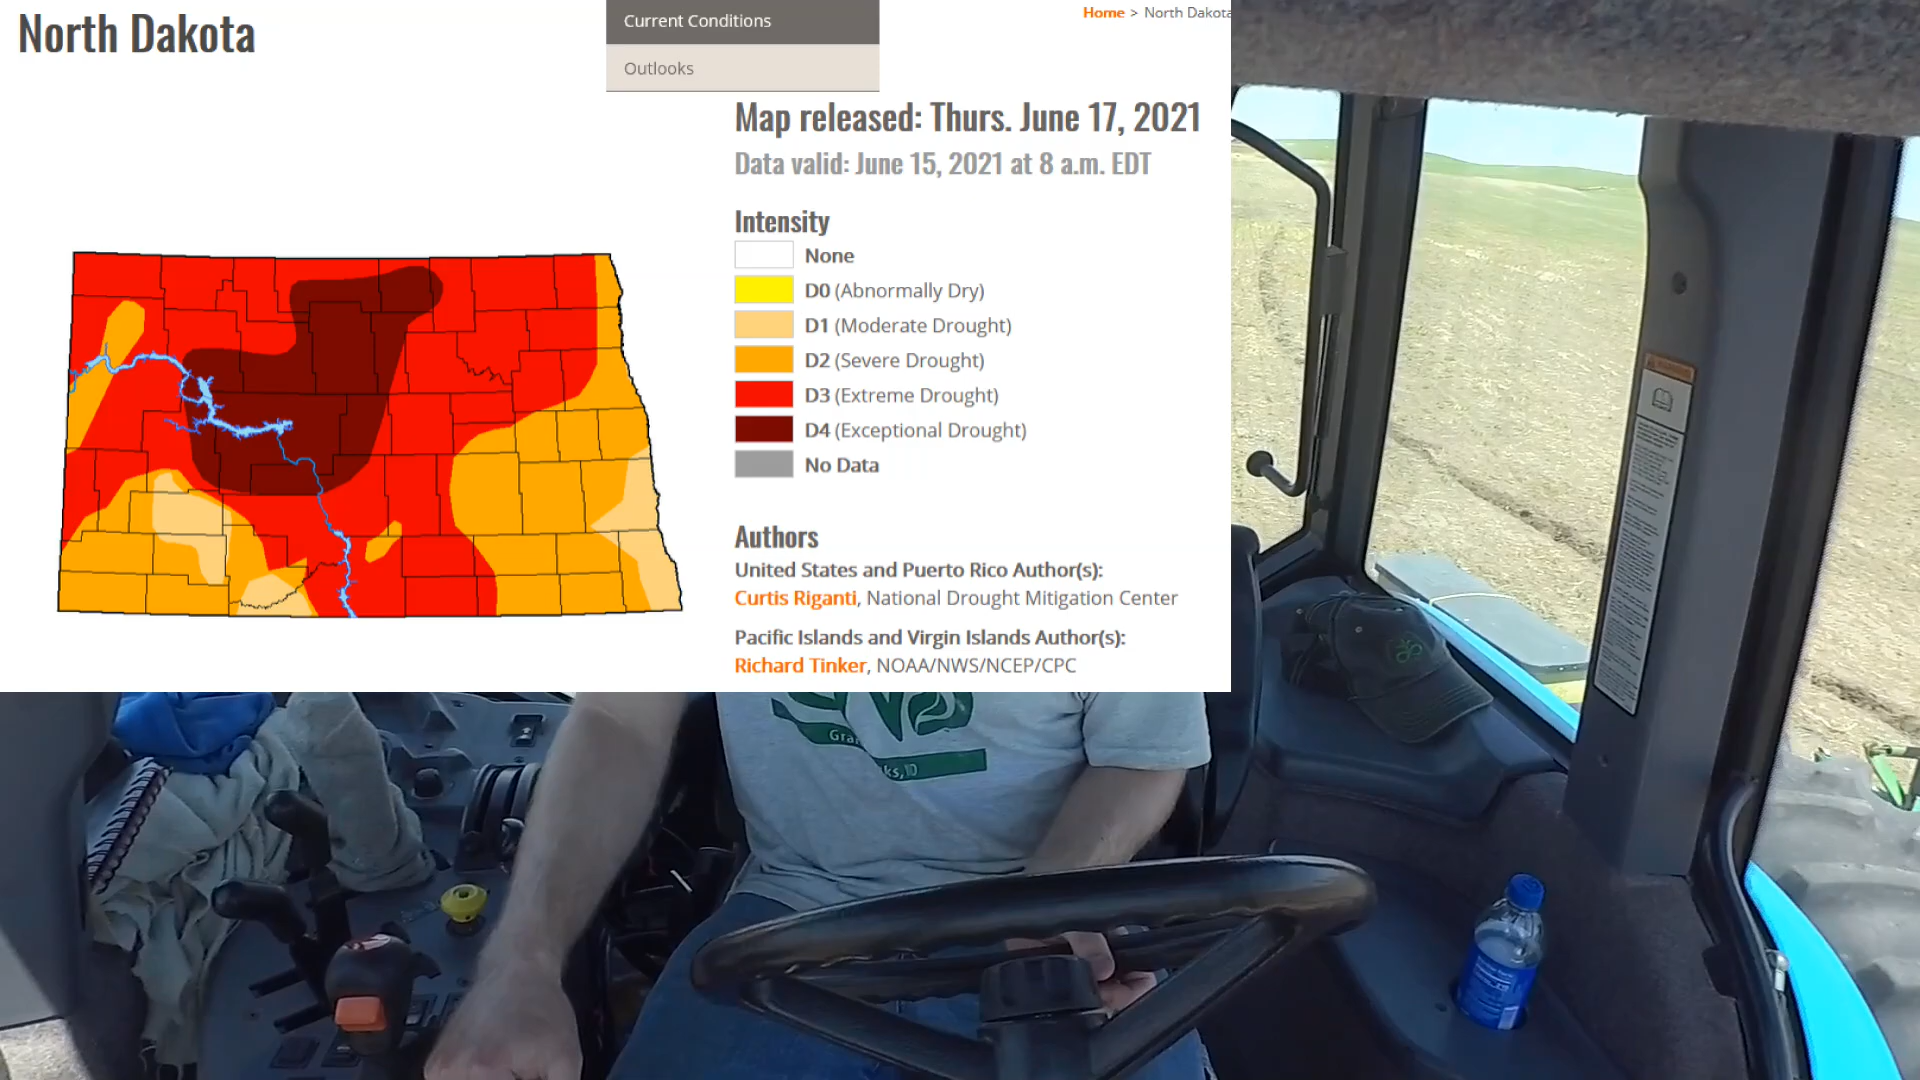 North Dakota
Current Conditions
Outlooks
Home > North Dakota
Map released: Thurs. June 17, 2021
Data valid: June 15, 2021 at 8 a.m. EDT
Intensity
None
D0 (Abnormally Dry)
D1 (Moderate Drought)
D2 (Severe Drought)
D3 (Extreme Drought)
D4 (Exceptional Drought)
No Data
Authors
United States and Puerto Rico Author(s):
Curtis Riganti, National Drought Mitigation Center
Pacific Islands and Virgin Islands Author(s):
Richard Tinker, NOAA/NWS/NCEP/CPC